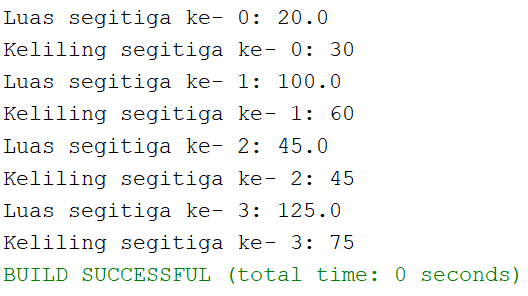 Luas segitiga ke- 0: 20.0
Keliling segitiga ke- 0: 30
Luas segitiga ke- 1: 100.0
Keliling segitiga ke- 1: 60
Luas segitiga ke- 2: 45.0
Keliling segitiga ke- 2: 45
Luas segitiga ke- 3: 125.0
Keliling segitiga ke- 3: 75
BUILD SUCCESSFUL (total time: 0 seconds)